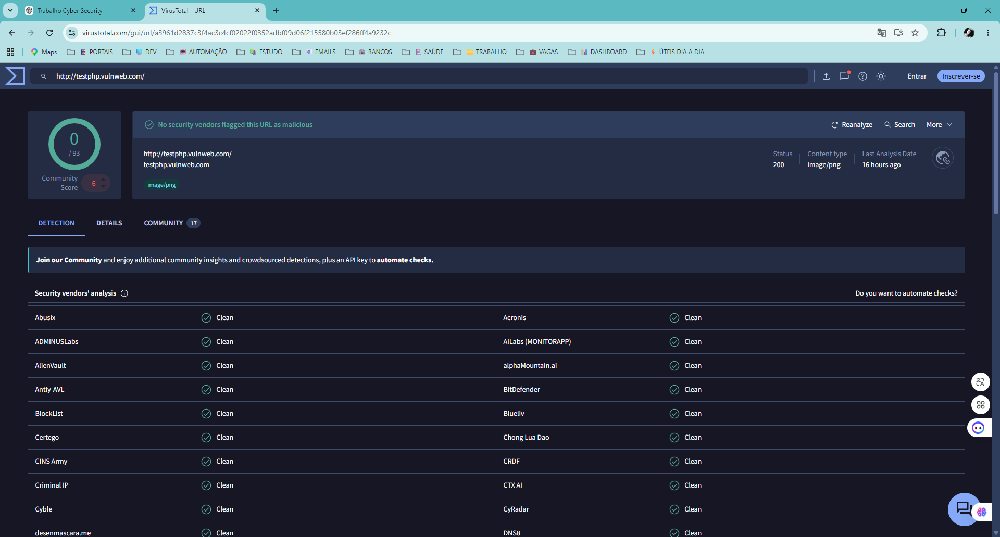 Trabalho Cyber Security
VirusTotal - URL
virustotal.com/gui/url/a3961d2837c3f4ac3c4cf02022f0352adbf09d06f215580b03ef286ff4a9232c
Maps
PORTAIS
DEV
AUTOMAÇÃO
ESTUDO
EMAILS
BANCOS
SAÚDE
TRABALHO
VAGAS
DASHBOARD
ÚTEIS DIA A DIA
http://testphp.vulnweb.com/
Entrar
Inscrever-se
0
/ 93
Community Score
-6
No security vendors flagged this URL as malicious
Reanalyze
Search
More
http://testphp.vulnweb.com/
testphp.vulnweb.com
image/png
Status
200
Content type
image/png
Last Analysis Date
16 hours ago
DETECTION
DETAILS
COMMUNITY 17
Join our Community and enjoy additional community insights and crowdsourced detections, plus an API key to automate checks.
Security vendors' analysis
Do you want to automate checks?
Abusix Clean Acronis Clean
ADMINUSLabs Clean AILabs (MONITORAPP) Clean
AlienVault Clean alphaMountain.ai Clean
Antiy-AVL Clean BitDefender Clean
BlockList Clean Blueliv Clean
Certego Clean Chong Lua Dao Clean
CINS Army Clean CRDF Clean
Criminal IP Clean CTX AI Clean
Cyble Clean CyRadar Clean
desenmascara.me Clean DNS8 Clean